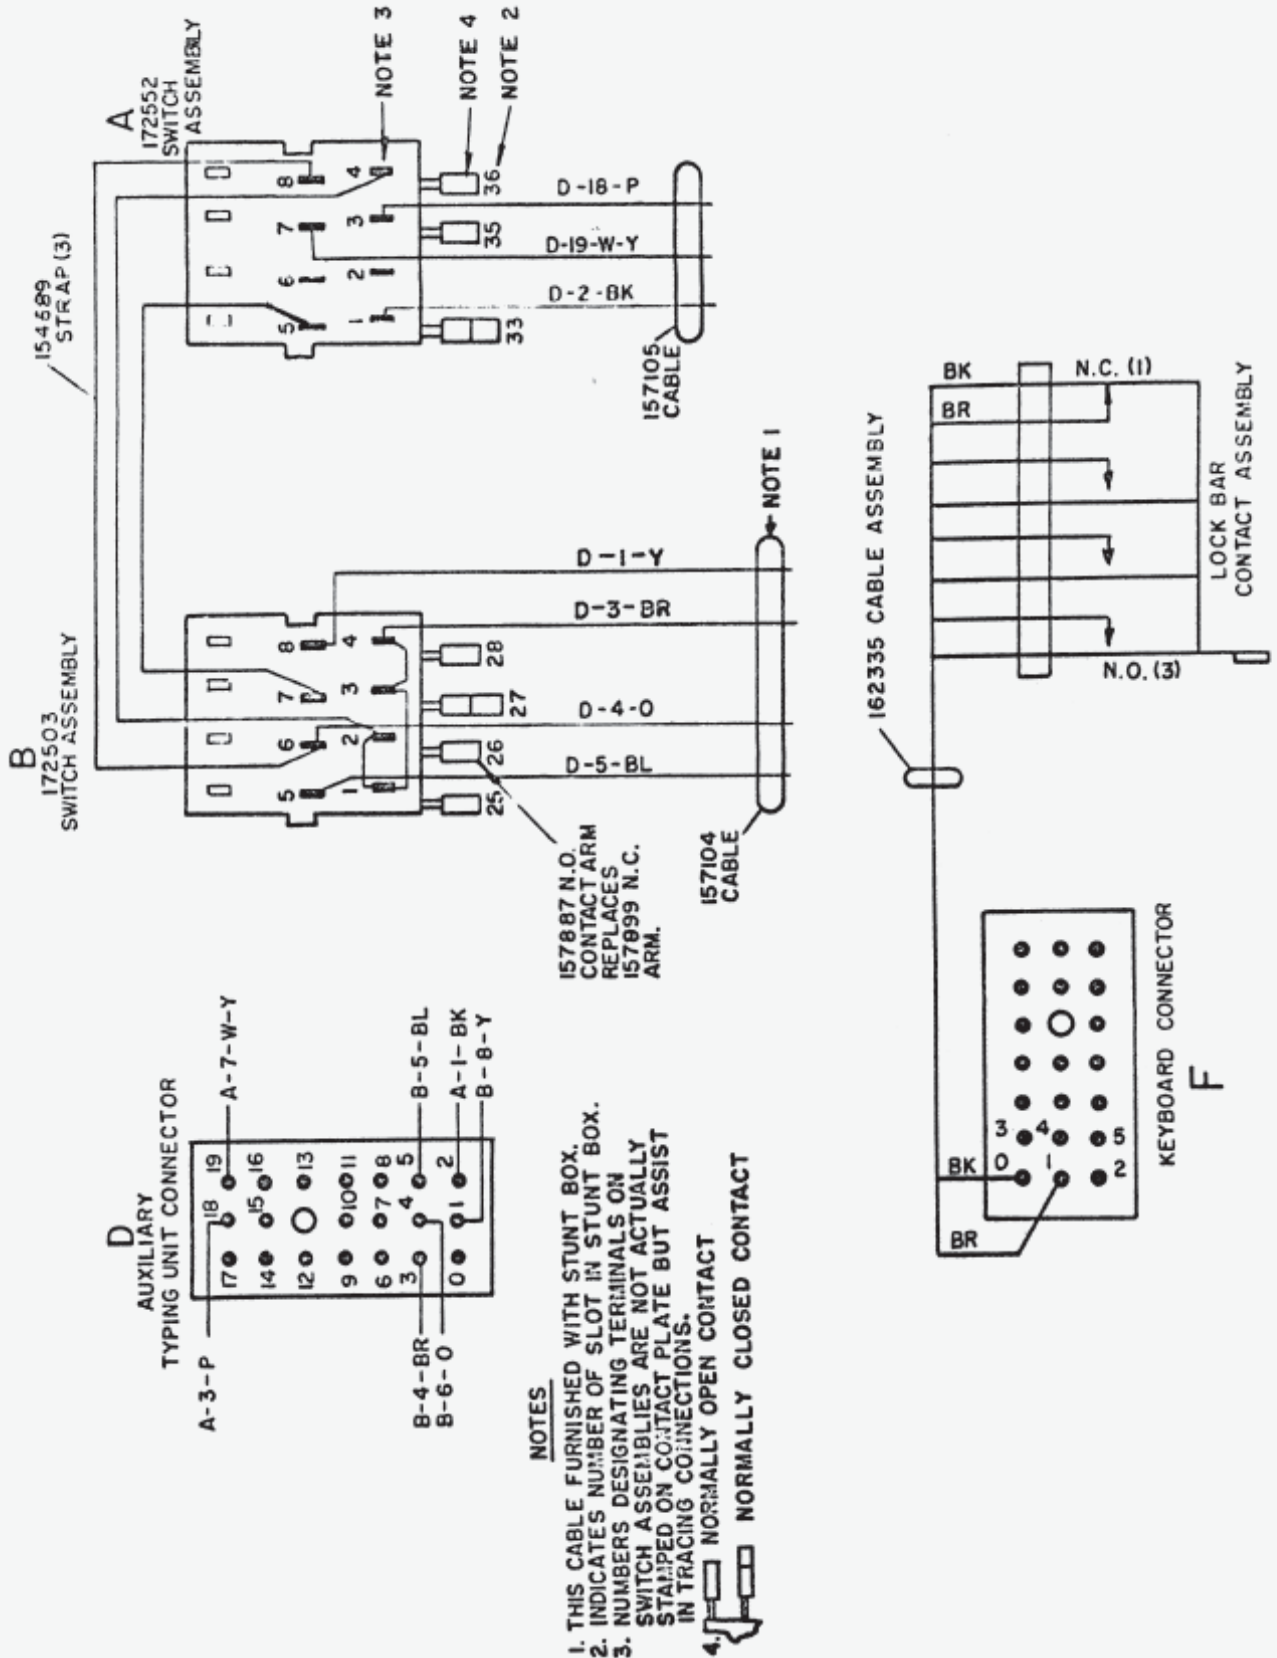 D
AUXILIARY
TYPING UNIT CONNECTOR
A-3-P
A-7-W-Y
17 18 19
14 15 16
12 13
9 10 11
6 7 8
3 4 5
0 1 2
B-4-BR
B-6-O
B-5-BL
A-1-BK
B-8-Y
B
172503
SWITCH ASSEMBLY
5 6 7 8
1 2 3 4
25 26 27 28
157887 N.O.
CONTACT ARM
REPLACES
157899 N.C.
ARM.
D-1-Y
D-3-BR
D-4-O
D-5-BL
157104
CABLE
NOTE 1
154689
STRAP (3)
A
172552
SWITCH
ASSEMBLY
5 6 7 8
1 2 3 4
33 35 36
NOTE 3
NOTE 4
NOTE 2
D-18-P
D-19-W-Y
D-2-BK
157105
CABLE
NOTES
1. THIS CABLE FURNISHED WITH STUNT BOX.
2. INDICATES NUMBER OF SLOT IN STUNT BOX.
3. NUMBERS DESIGNATING TERMINALS ON
SWITCH ASSEMBLIES ARE NOT ACTUALLY
STAMPED ON CONTACT PLATE BUT ASSIST
IN TRACING CONNECTIONS.
4. NORMALLY OPEN CONTACT
NORMALLY CLOSED CONTACT
162335 CABLE ASSEMBLY
BK
BR
N.C. (1)
N.O. (3)
LOCK BAR
CONTACT ASSEMBLY
BR
BK
0 3
1 4
2 5
KEYBOARD CONNECTOR
F